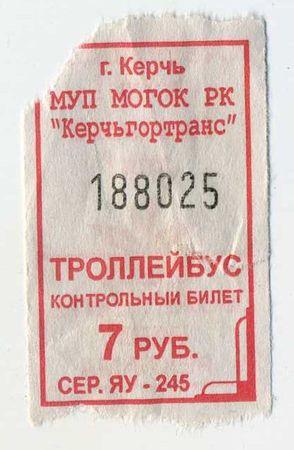 г. Керчь
МУП МОГОК РК
"Керчьгортранс"
188025
ТРОЛЛЕЙБУС
КОНТРОЛЬНЫЙ БИЛЕТ
7 РУБ.
СЕР. ЯУ - 245